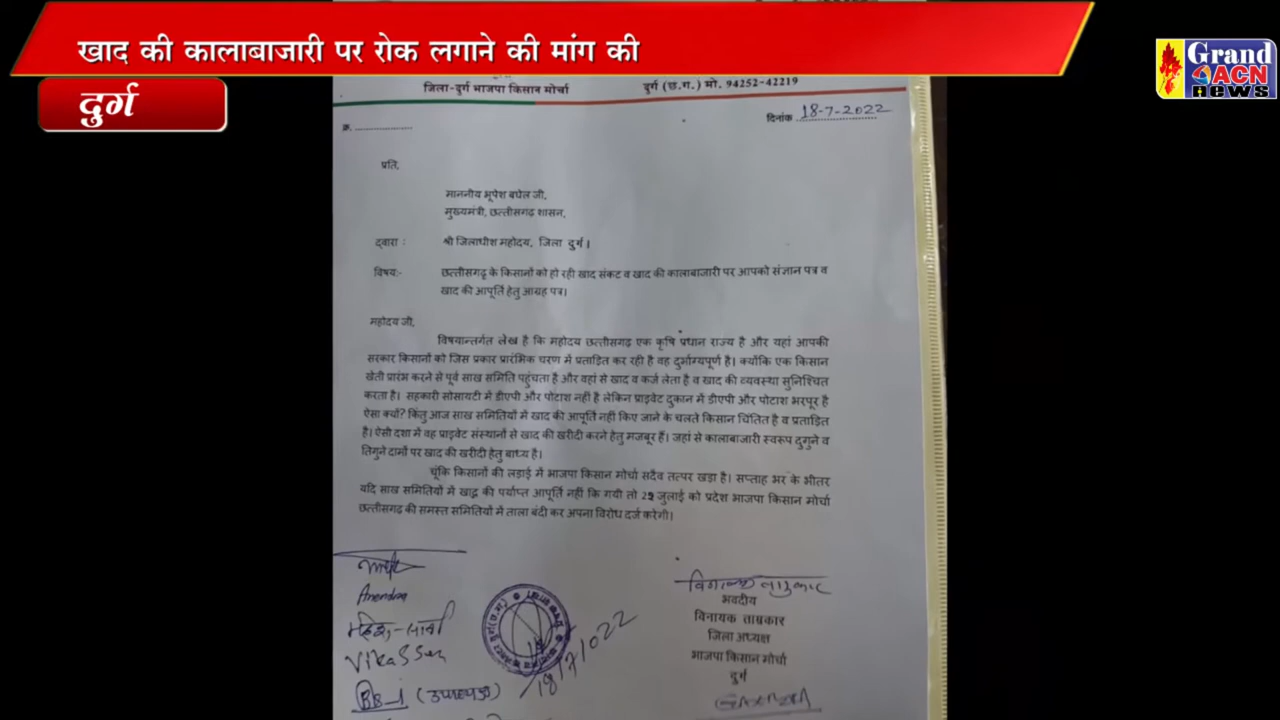 खाद की कालाबाजारी पर रोक लगाने की मांग की
Grand
ACN
news
दुर्ग
जिला-दुर्ग भाजपा किसान मोर्चा
दुर्ग (छ.ग.) मो. 94252-42219
दिनांक 18-7-2022
क्र.
प्रति,
माननीय भूपेश बघेल जी,
मुख्यमंत्री, छत्तीसगढ़ शासन,
द्वारा : श्री जिलाधीश महोदय, जिला दुर्ग।
विषय:- छत्तीसगढ़ के किसानों को हो रही खाद संकट व खाद की कालाबाजारी पर आपको संज्ञान पत्र व
खाद की आपूर्ति हेतु आग्रह पत्र।
महोदय जी,
विषयान्तर्गत लेख है कि महोदय छत्तीसगढ़ एक कृषि प्रधान राज्य है और यहां आपकी
सरकार किसानों को जिस प्रकार प्रारंभिक चरण में प्रताड़ित कर रही है वह दुर्भाग्यपूर्ण है। क्योंकि एक किसान
खेती प्रारंभ करने से पूर्व साख समिति पहुंचता है और वहां से खाद व कर्ज लेता है व खाद की व्यवस्था सुनिश्चित
करता है। सहकारी सोसायटी में डीएपी और पोटाश नहीं है लेकिन प्राइवेट दुकान में डीएपी और पोटाश भरपूर है
ऐसा क्यों? किंतु आज साख समितियों में खाद की आपूर्ति नहीं किए जाने के चलते किसान चिंतित है व प्रताड़ित
है। ऐसी दशा में वह प्राइवेट संस्थानों से खाद की खरीदी करने हेतु मजबूर हैं। जहां से कालाबाजारी स्वरूप दुगुने व
तिगुने दामों पर खाद की खरीदी हेतु बाध्य है।
चूंकि किसानों की लड़ाई में भाजपा किसान मोर्चा सदैव तत्पर खड़ा है। सप्ताह भर के भीतर
यदि साख समितियों में खाद्य की पर्याप्त आपूर्ति नहीं कि गयी तो जुलाई को प्रदेश भाजपा किसान मोर्चा
छत्तीसगढ़ की समस्त समितियों में ताला बंदी कर अपना विरोध दर्ज करेगी।
भवदीय
विनायक ताम्रकार
जिला अध्यक्ष
भाजपा किसान मोर्चा
दुर्ग
18/7/2022